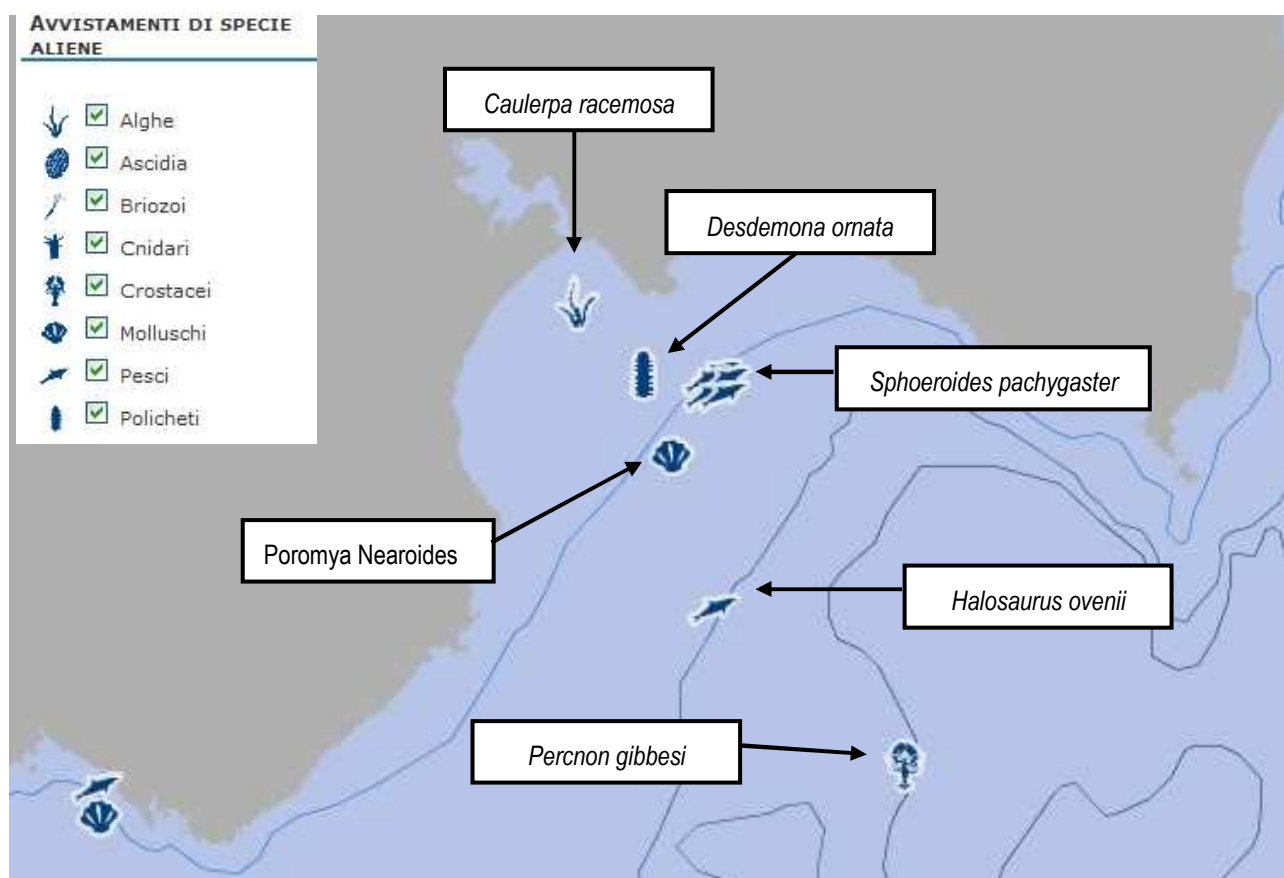 AVVISTAMENTI DI SPECIE
ALIENE
Alghe
Ascidia
Briozoi
Cnidari
Crostacei
Molluschi
Pesci
Policheti
Caulerpa racemosa
Desdemona ornata
Sphoeroides pachygaster
Poromya Nearoides
Halosaurus ovenii
Percnon gibbesi